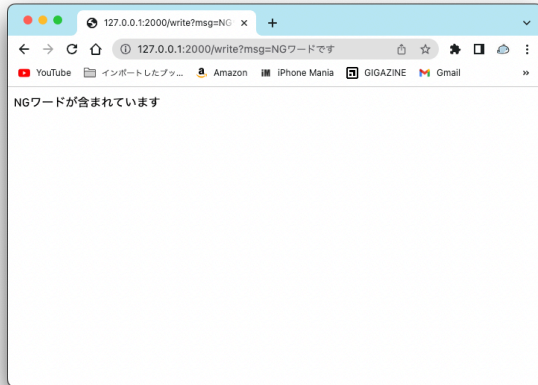 127.0.0.1:2000/write?msg=NG
127.0.0.1:2000/write?msg=NGワードです
YouTube インポートしたブッ... Amazon iM iPhone Mania GIGAZINE Gmail »
NGワードが含まれています